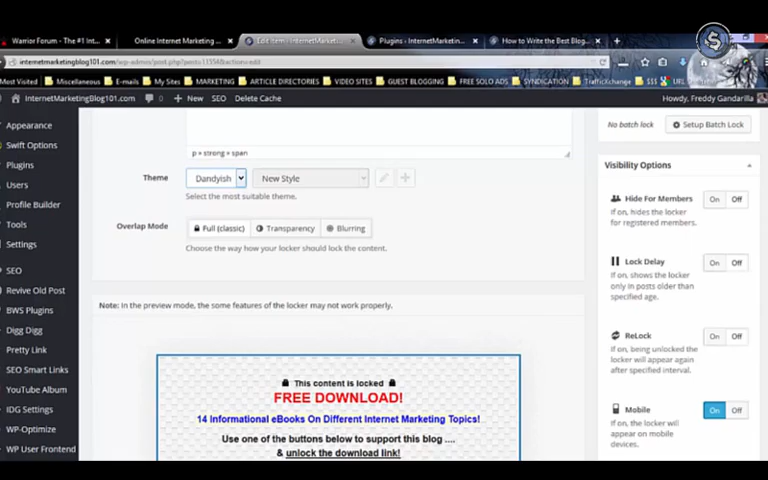 Warrior Forum - The #1 Int...
Online Internet Marketing ...
Edit Item ‹ InternetMarketi...
Plugins ‹ InternetMarketin...
How to Write the Best Blog...
internetmarketingblog101.com/wp-admin/post.php?post=11554&action=edit
Most Visited Miscellaneous E-mails My Sites MARKETING ARTICLE DIRECTORIES VIDEO SITES GUEST BLOGGING FREE SOLO ADS SYNDICATION TrafficXchange $$$ URL
InternetMarketingBlog101.com 0 + New SEO Delete Cache
Howdy, Freddy Gandarilla
Appearance
Swift Options
Plugins
Users
Profile Builder
Tools
Settings
SEO
Revive Old Post
BWS Plugins
Digg Digg
Pretty Link
SEO Smart Links
YouTube Album
IDG Settings
WP-Optimize
WP User Frontend
p » strong » span
Theme Dandyish New Style
Select the most suitable theme.
Overlap Mode Full (classic) Transparency Blurring
Choose the way how your locker should lock the content.
Note: In the preview mode, the some features of the locker may not work properly.
This content is locked
FREE DOWNLOAD!
14 Informational eBooks On Different Internet Marketing Topics!
Use one of the buttons below to support this blog ....
& unlock the download link!
No batch lock Setup Batch Lock
Visibility Options
Hide For Members On Off
If on, hides the locker
for registered members.
Lock Delay On Off
If on, shows the locker
only in posts older than
specified age.
ReLock On Off
If on, being unlocked the
locker will appear again
after specified interval.
Mobile On Off
If on, the locker will
appear on mobile
devices.